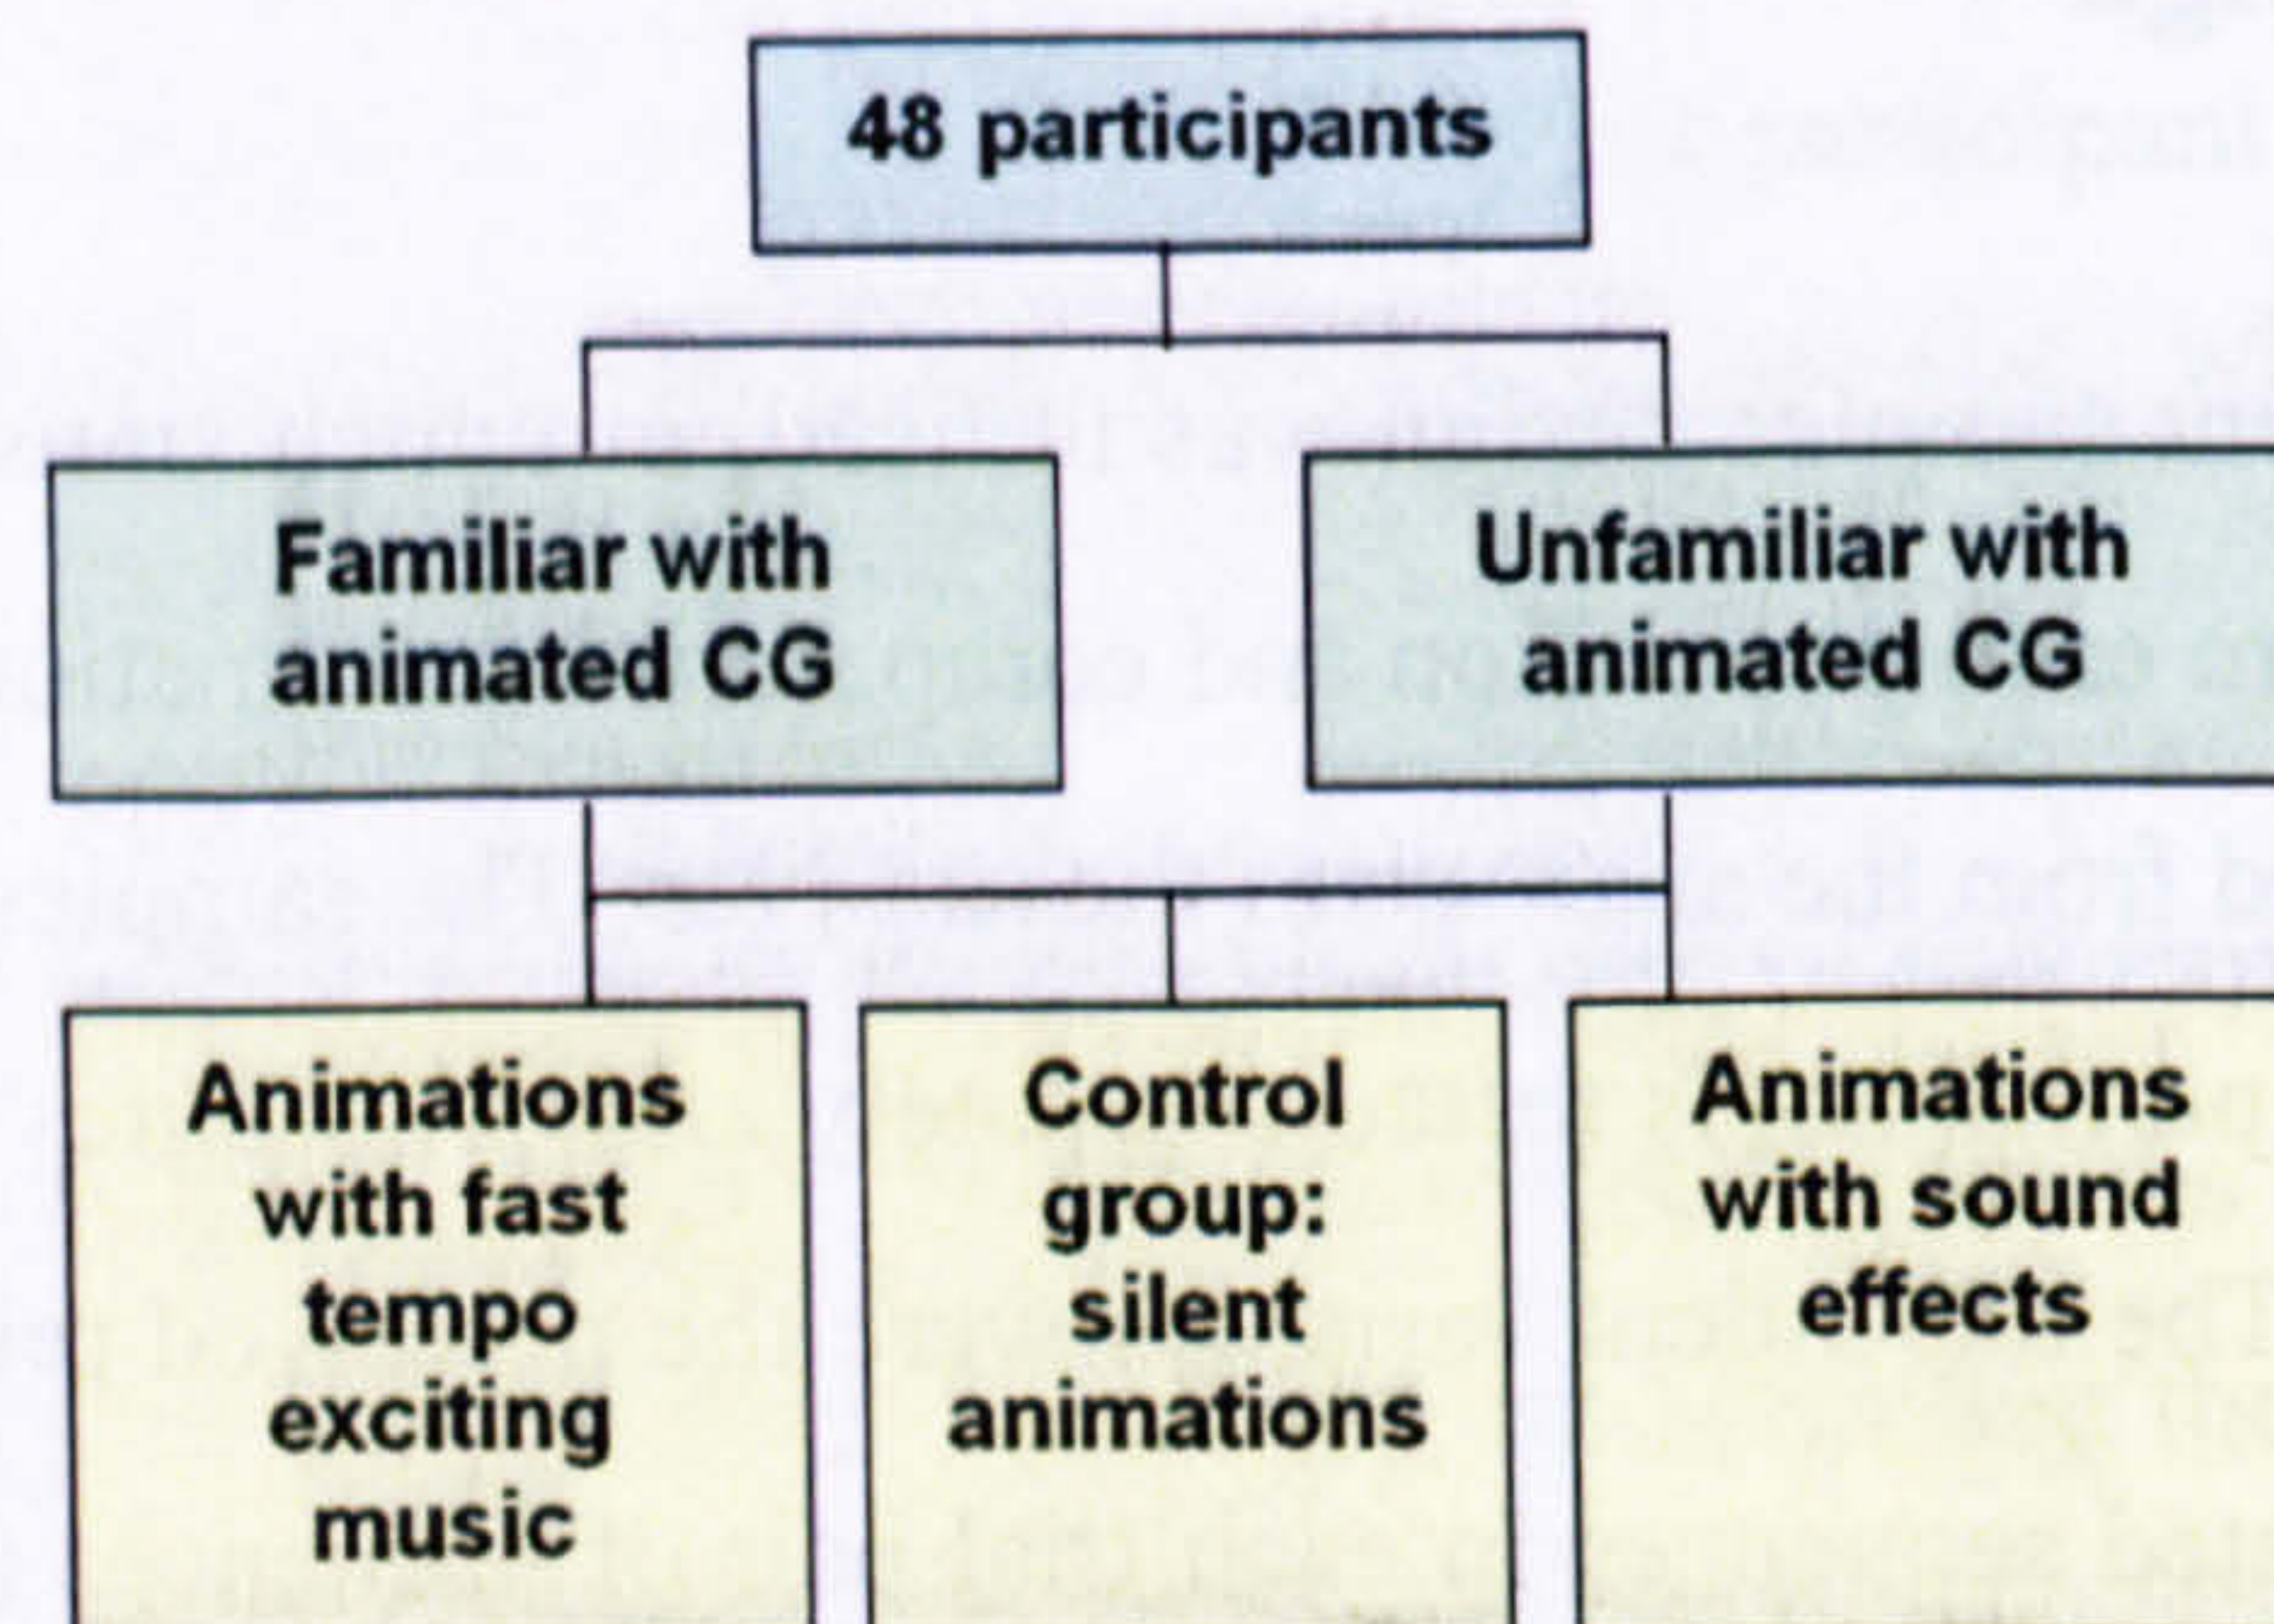 48 participants
Familiar with
animated CG
Unfamiliar with
animated CG
Animations
with fast
tempo
exciting
music
Control
group:
silent
animations
Animations
with sound
effects